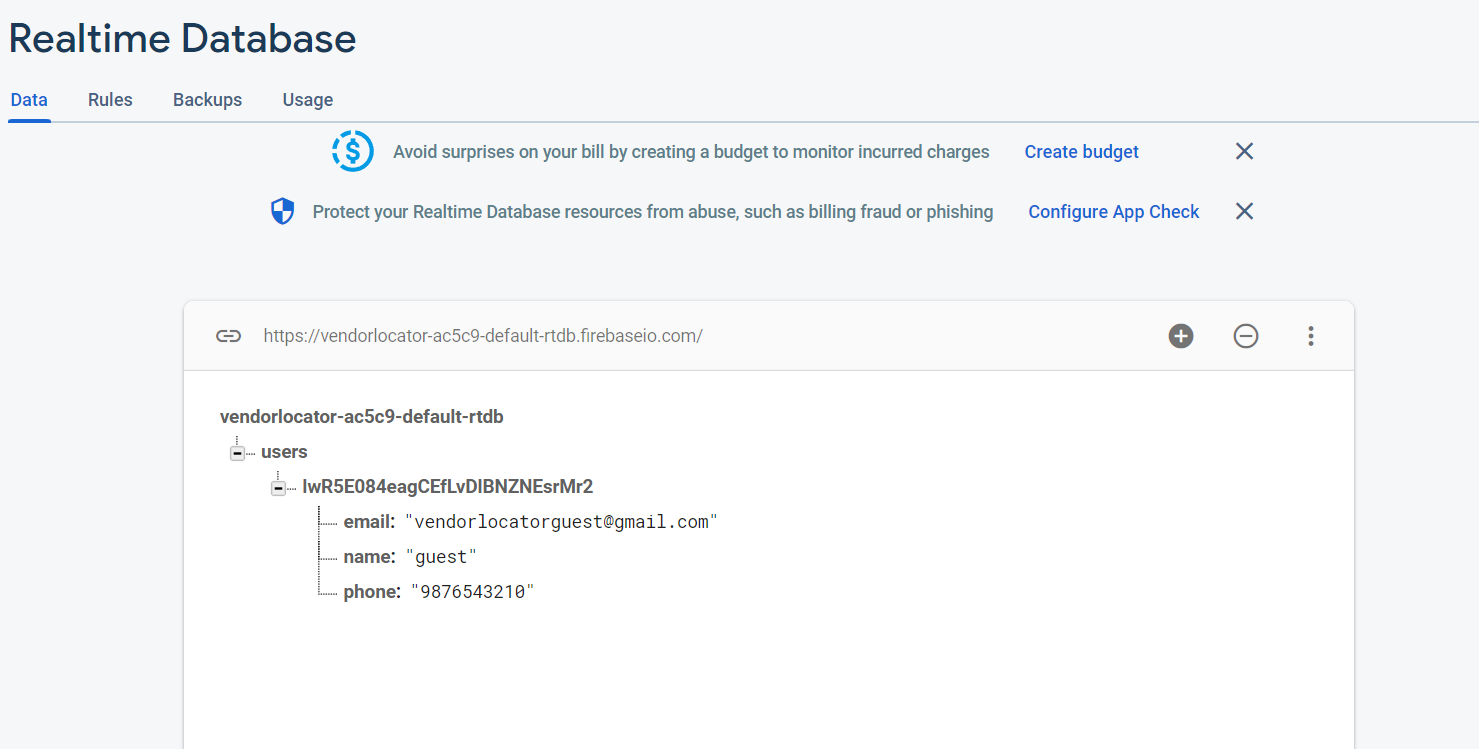 Realtime Database
Data Rules Backups Usage
Avoid surprises on your bill by creating a budget to monitor incurred charges Create budget
Protect your Realtime Database resources from abuse, such as billing fraud or phishing Configure App Check
https://vendorlocator-ac5c9-default-rtdb.firebaseio.com/
vendorlocator-ac5c9-default-rtdb
users
lwR5E084eagCEfLvDIBNZNEsrMr2
email: "vendorlocatorguest@gmail.com"
name: "guest"
phone: "9876543210"